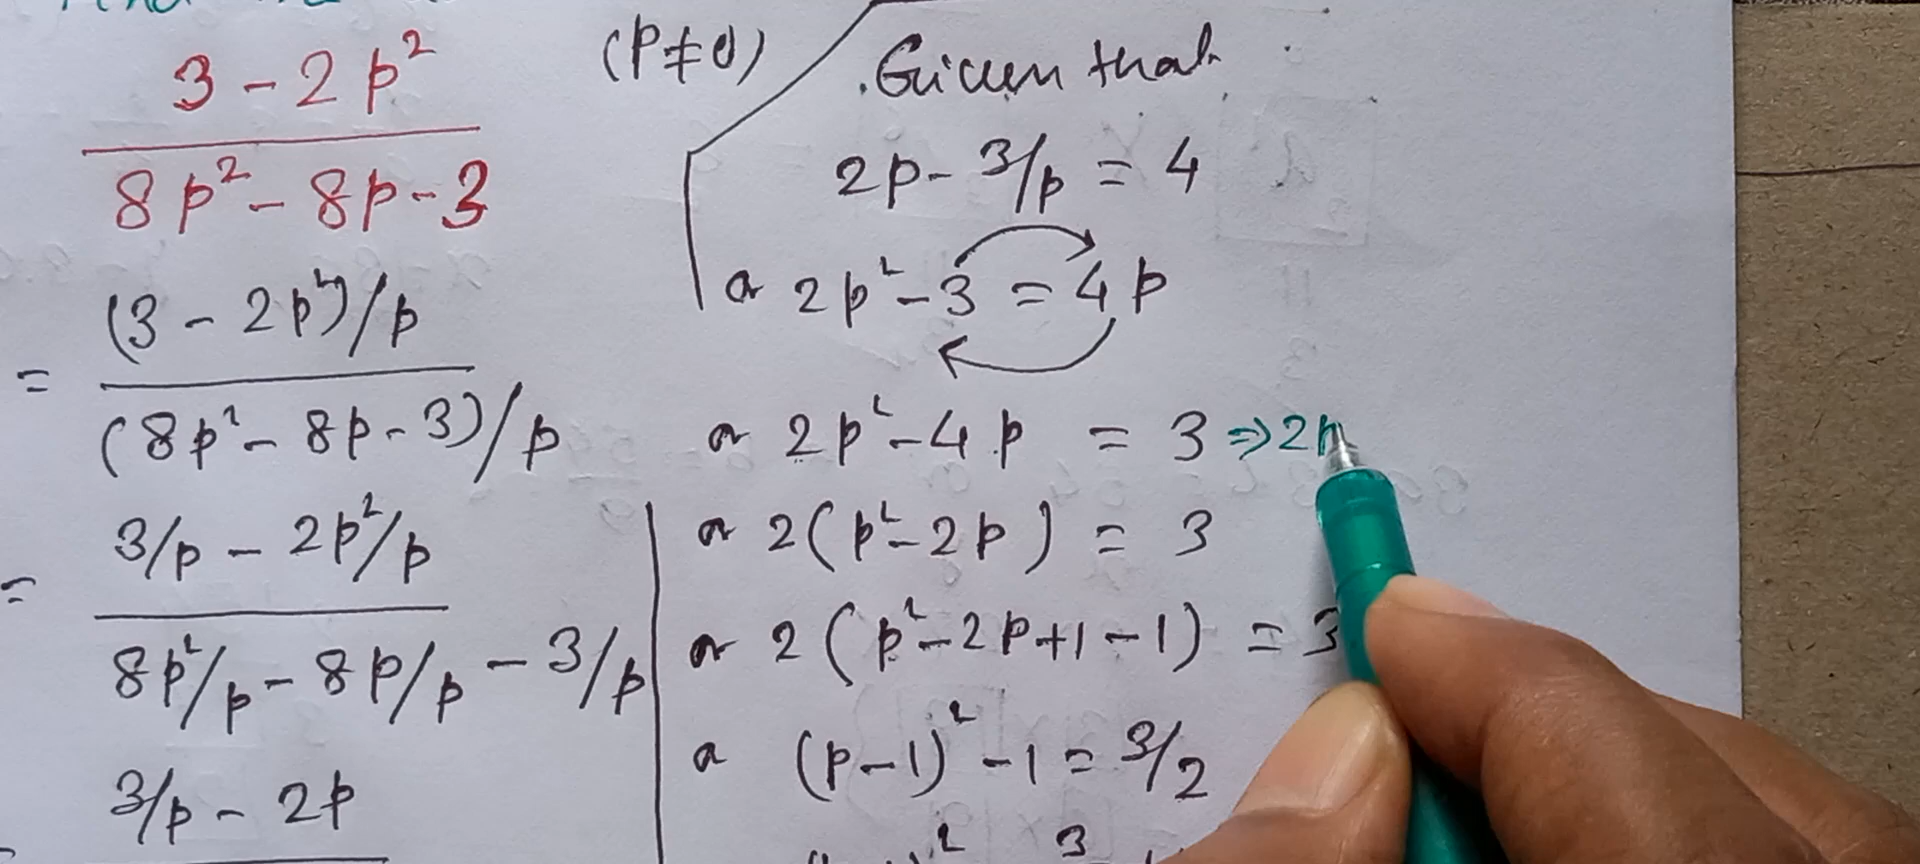 3 - 2p²
8p² - 8p - 3
(P≠0)
= (3 - 2p²)/p
(8p² - 8p - 3)/p
= 3/p - 2p²/p
8p²/p - 8p/p - 3/p
3/p - 2p
Given that
2p - 3/p = 4
or 2p² - 3 = 4p
or 2p² - 4p = 3 ⇒ 2p
or 2(p² - 2p) = 3
or 2(p² - 2p + 1 - 1) = 3
or (p - 1)² - 1 = 3/2